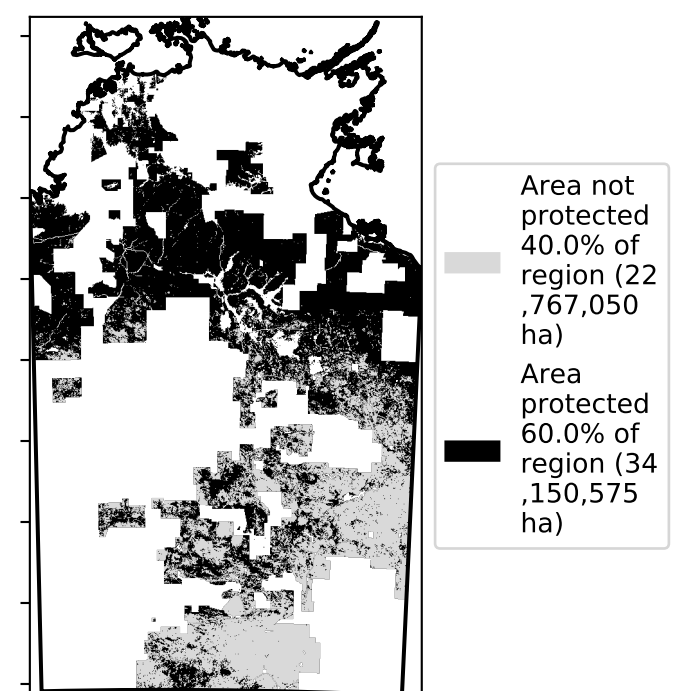 Area not
protected
40.0% of
region (22
,767,050
ha)
Area
protected
60.0% of
region (34
,150,575
ha)